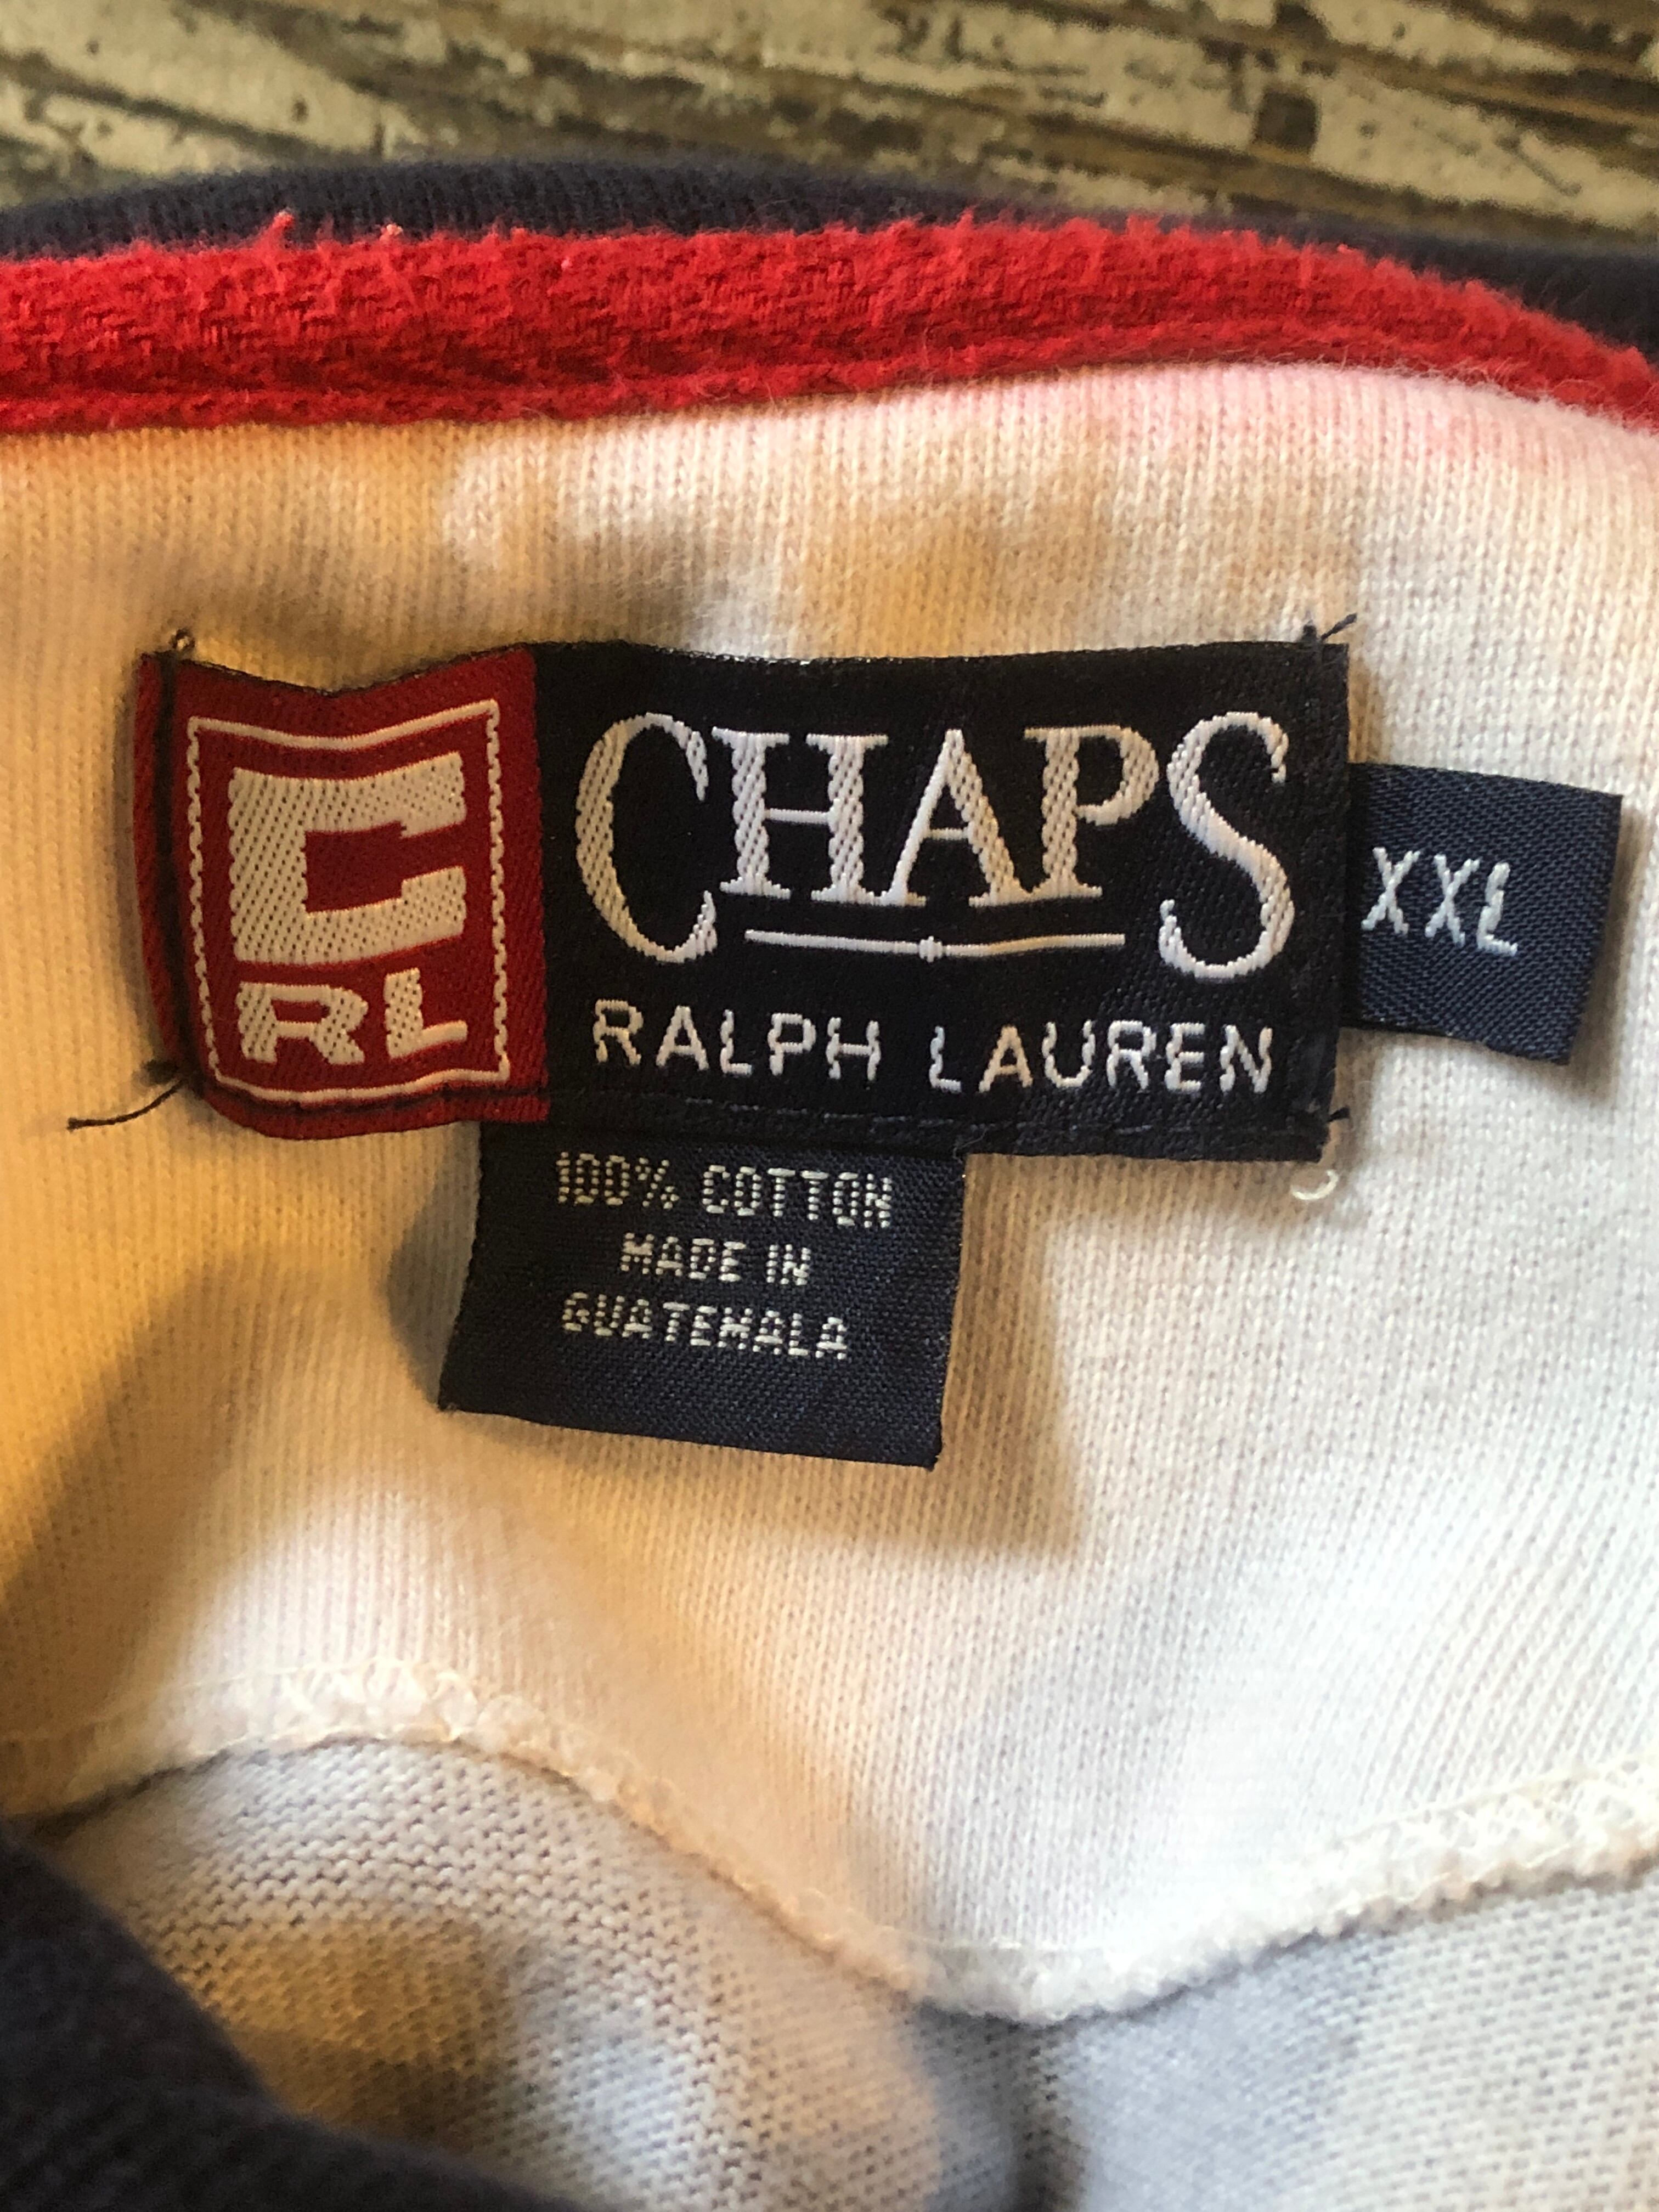 C
RL
CHAPS
RALPH LAUREN
XXL
100% COTTON
MADE IN
GUATEMALA